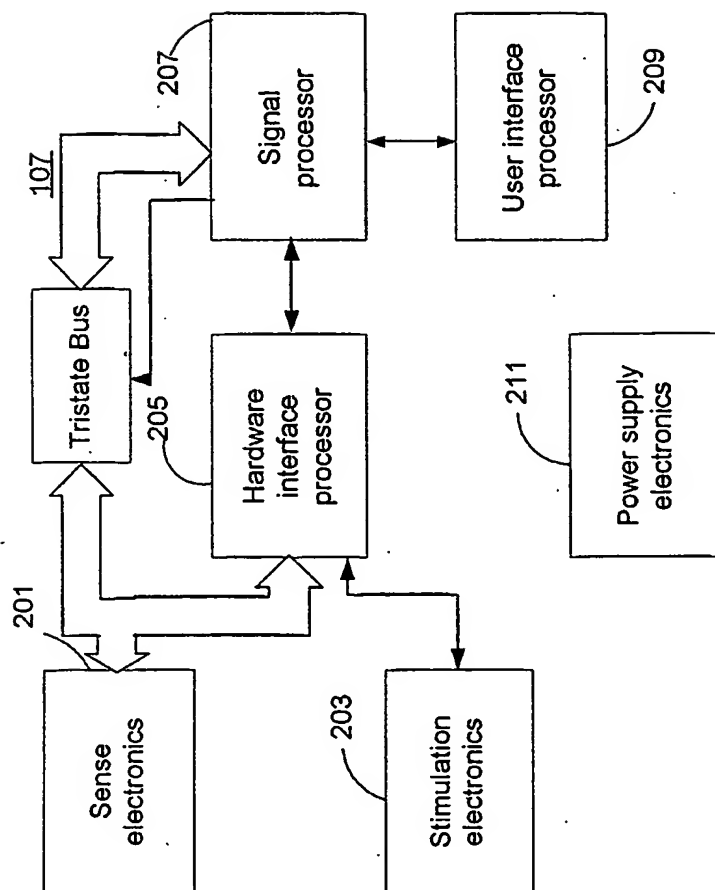 107
201
Sense
electronics
Tristate Bus
207
Signal
processor
205
Hardware
interface
processor
203
Stimulation
electronics
User interface
processor
209
211
Power supply
electronics